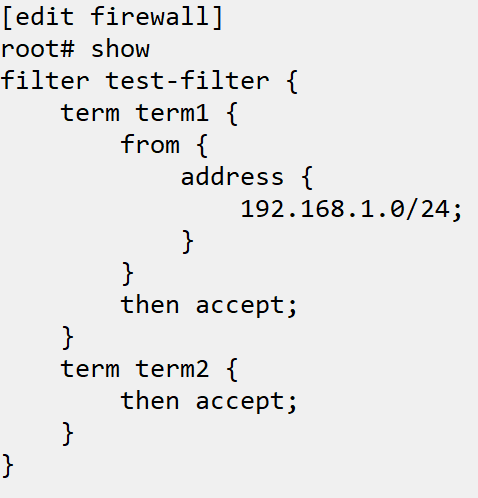 [edit firewall]
root# show
filter test-filter {
    term term1 {
        from {
            address {
                192.168.1.0/24;
            }
        }
        then accept;
    }
    term term2 {
        then accept;
    }
}